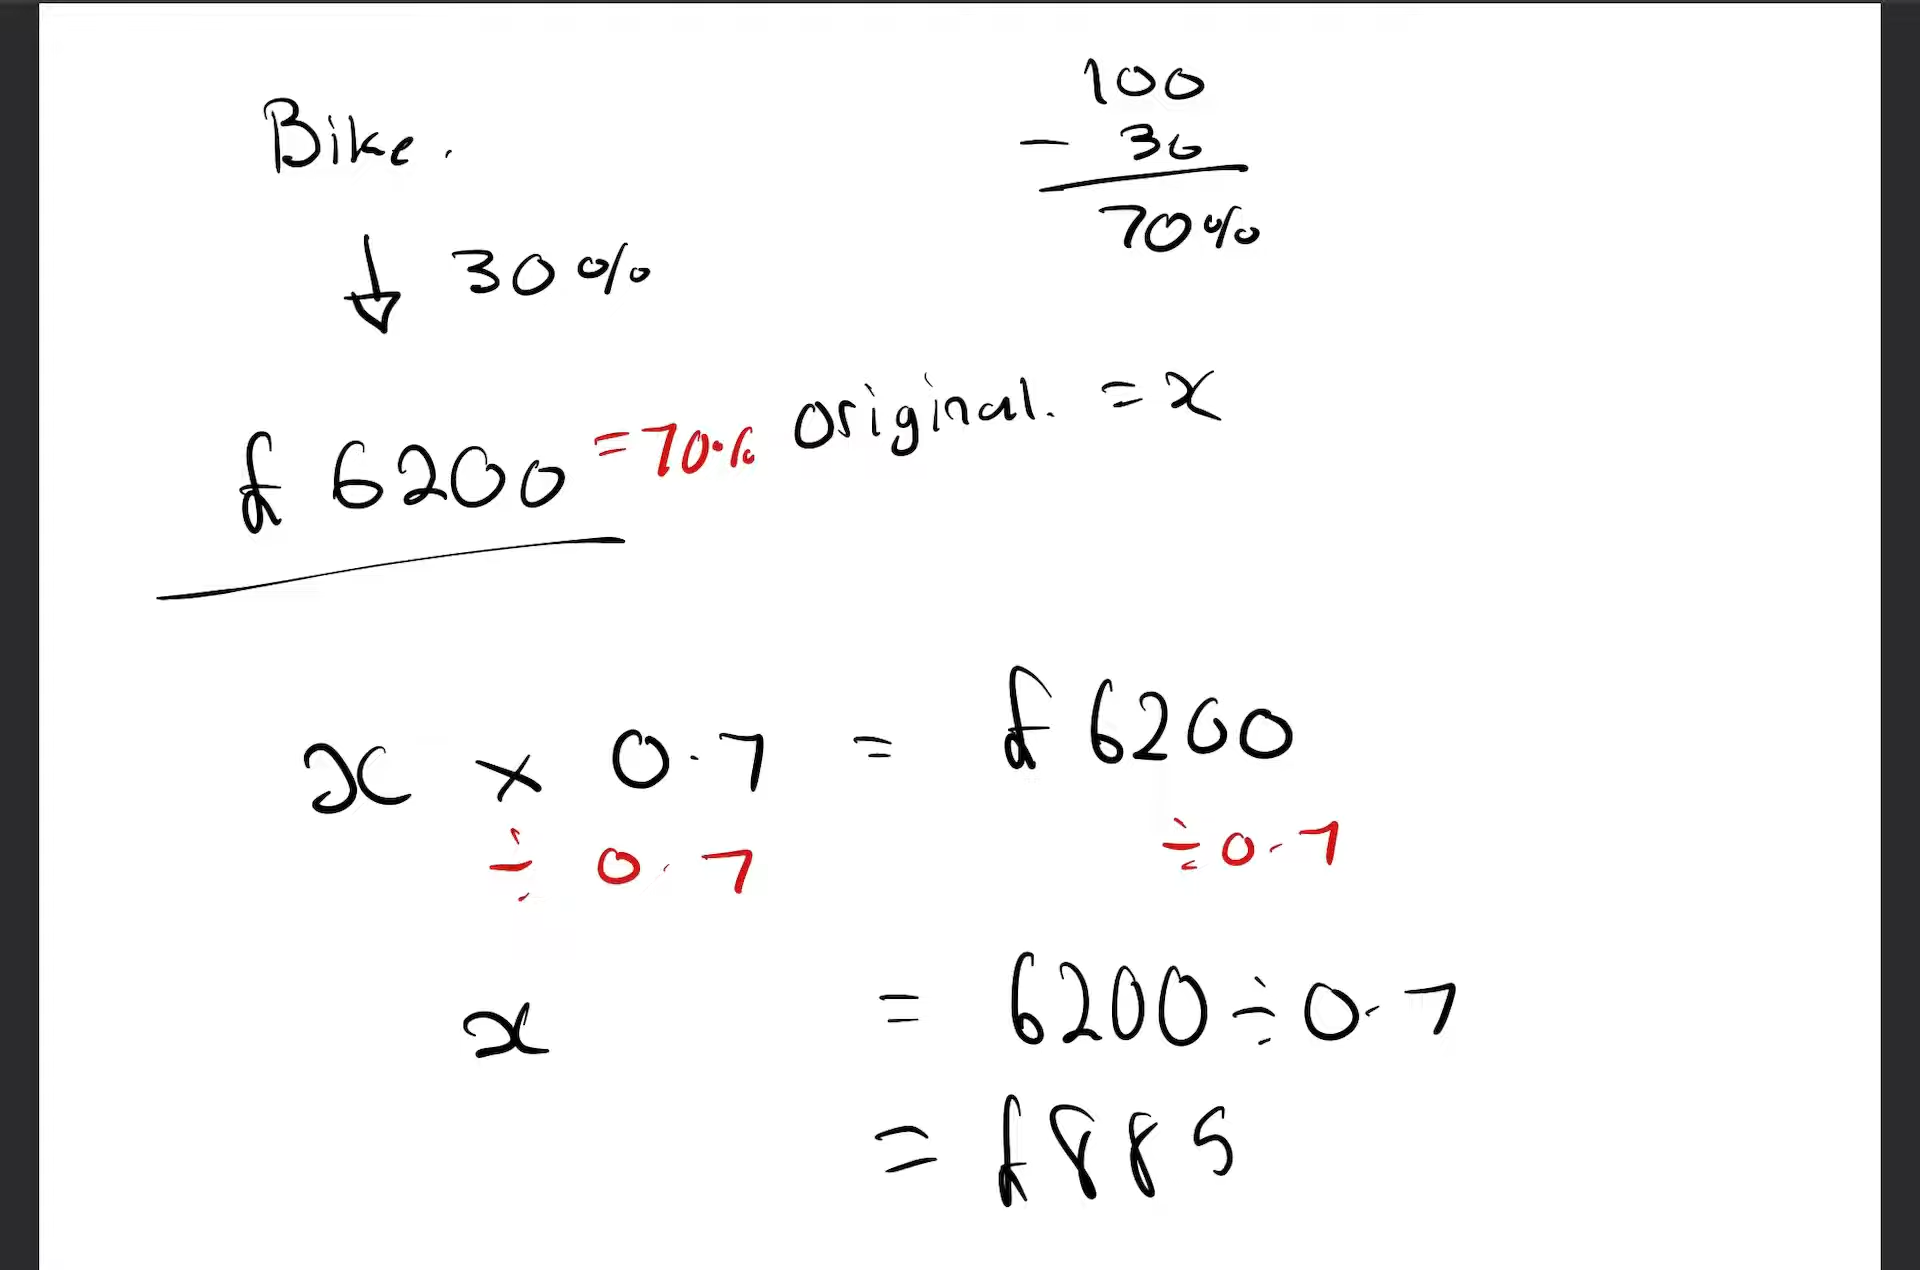 Bike.
↓ 30%
100
- 30
70%
£ 6200 = 70% Original. = x
x × 0.7 = £6200
÷ 0.7 ÷ 0.7
x = 6200 ÷ 0.7
= £885